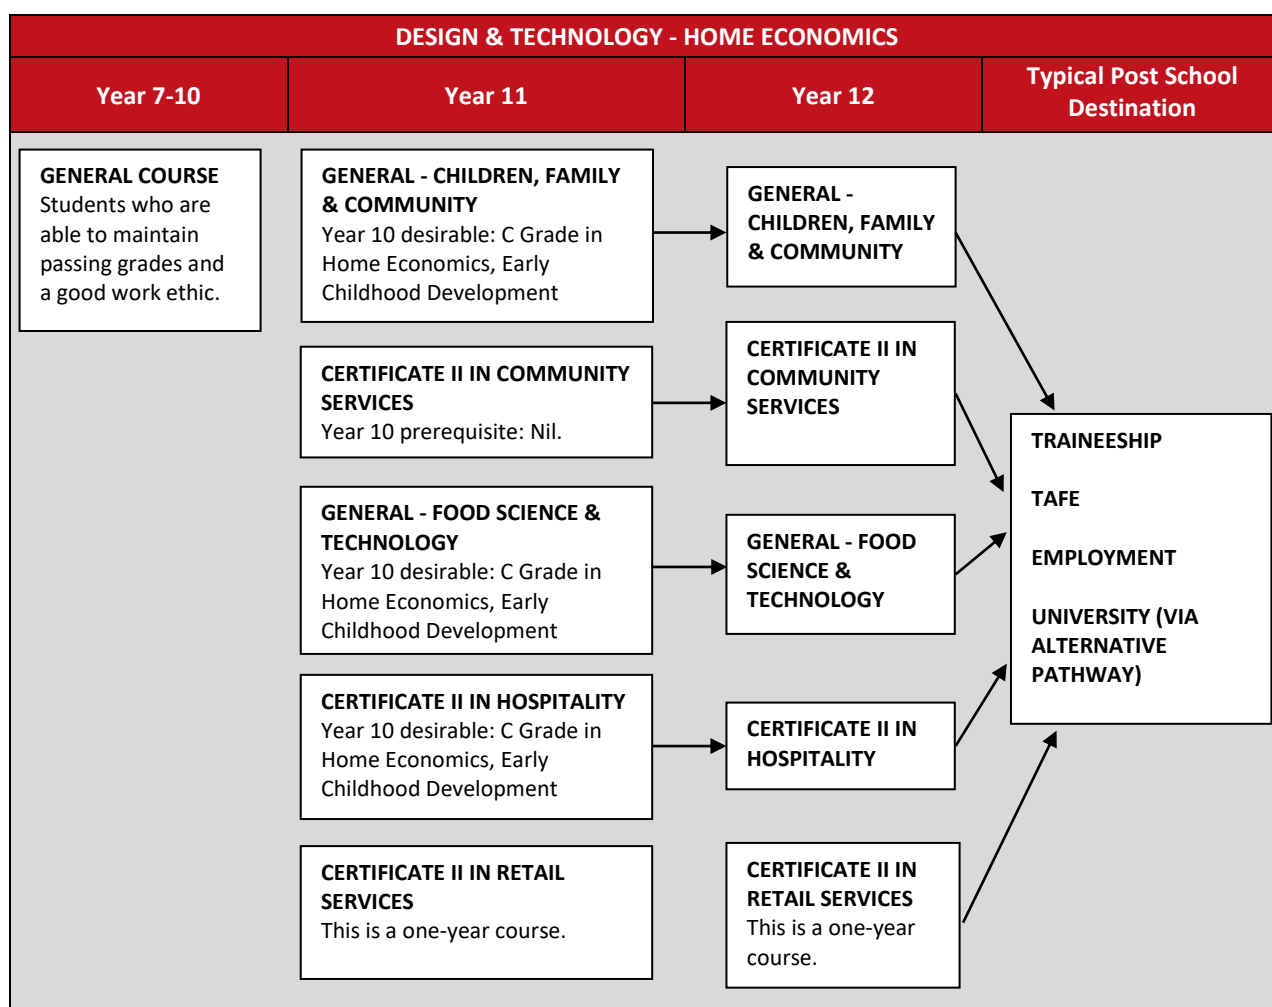 DESIGN & TECHNOLOGY - HOME ECONOMICS
Year 7-10
Year 11
Year 12
Typical Post School
Destination
GENERAL COURSE
Students who are
able to maintain
passing grades and
a good work ethic.
GENERAL - CHILDREN, FAMILY
& COMMUNITY
Year 10 desirable: C Grade in
Home Economics, Early
Childhood Development
GENERAL -
CHILDREN, FAMILY
& COMMUNITY
CERTIFICATE II IN COMMUNITY
SERVICES
Year 10 prerequisite: Nil.
CERTIFICATE II IN
COMMUNITY
SERVICES
GENERAL - FOOD SCIENCE &
TECHNOLOGY
Year 10 desirable: C Grade in
Home Economics, Early
Childhood Development
GENERAL - FOOD
SCIENCE &
TECHNOLOGY
CERTIFICATE II IN HOSPITALITY
Year 10 desirable: C Grade in
Home Economics, Early
Childhood Development
CERTIFICATE II IN
HOSPITALITY
CERTIFICATE II IN RETAIL
SERVICES
This is a one-year course.
CERTIFICATE II IN
RETAIL SERVICES
This is a one-year
course.
TRAINEESHIP
TAFE
EMPLOYMENT
UNIVERSITY (VIA
ALTERNATIVE
PATHWAY)